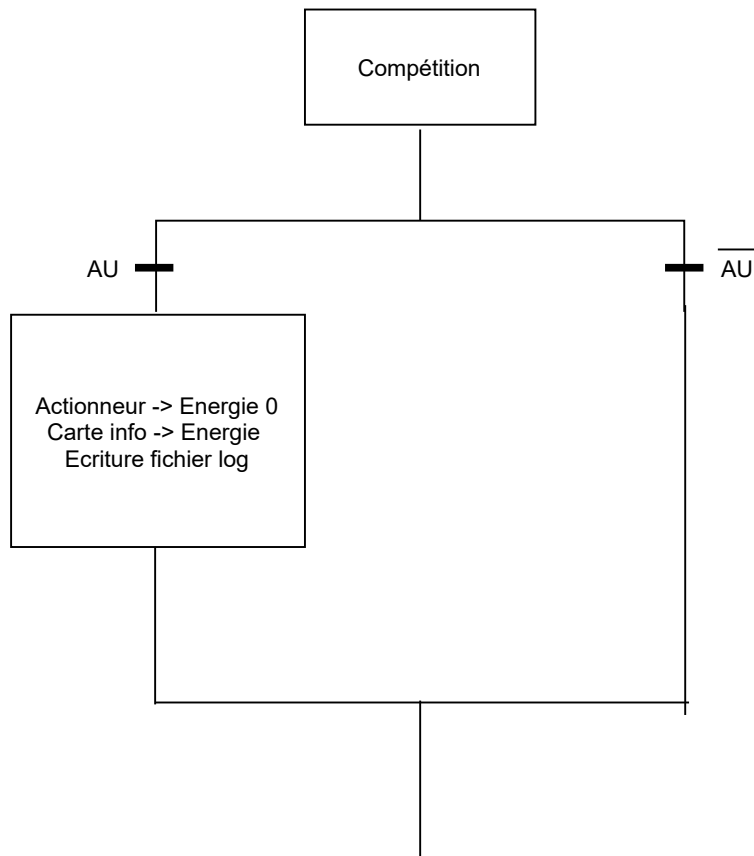 Compétition
AU
AU
Actionneur -> Energie 0
Carte info -> Energie
Ecriture fichier log